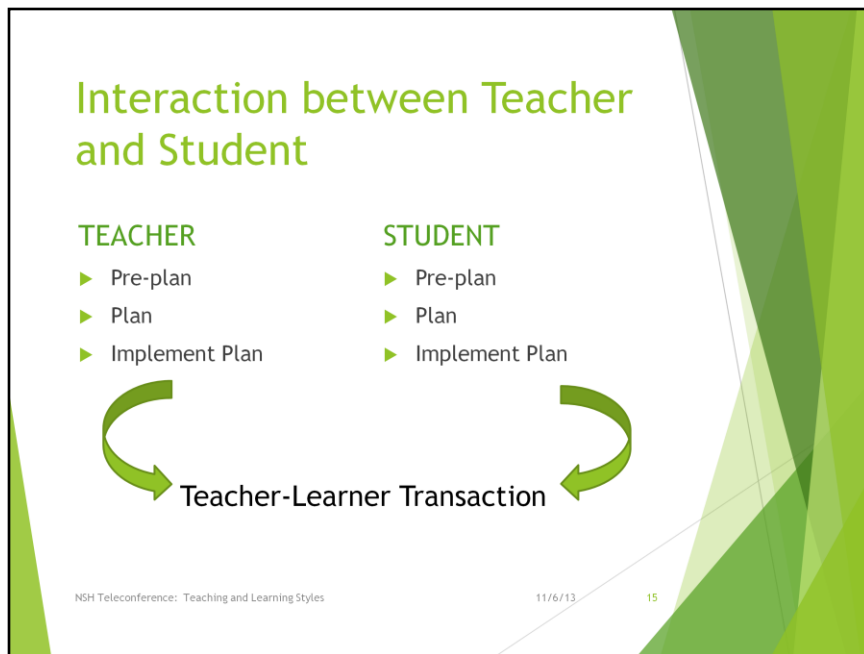 Interaction between Teacher
and Student
TEACHER
Pre-plan
Plan
Implement Plan
STUDENT
Pre-plan
Plan
Implement Plan
Teacher-Learner Transaction
NSH Teleconference: Teaching and Learning Styles
11/6/13
15